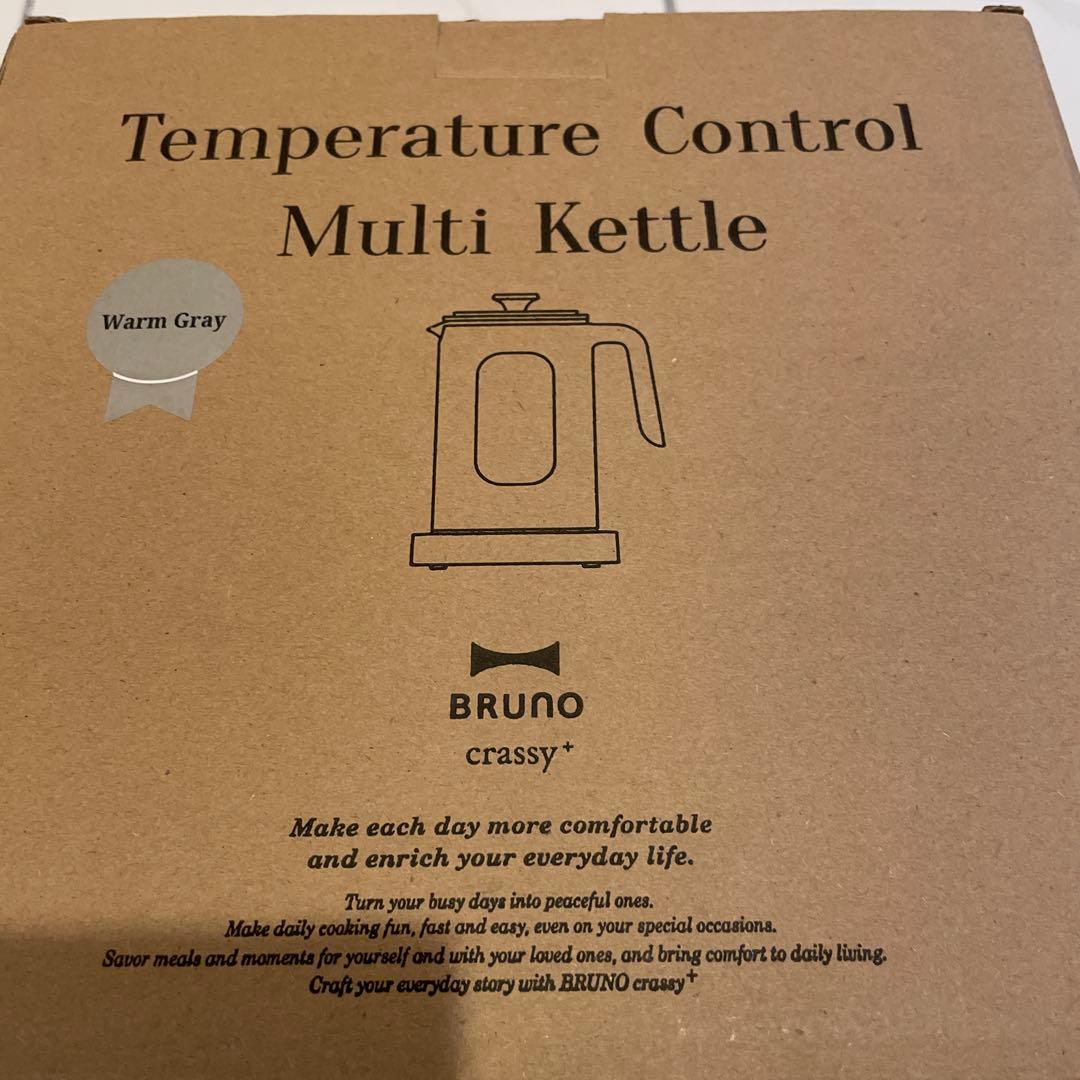 Temperature Control
Multi Kettle
Warm Gray
BRUNO
crassy+
Make each day more comfortable
and enrich your everyday life.
Turn your busy days into peaceful ones.
Make daily cooking fun, fast and easy, even on your special occasions.
Savor meals and moments for yourself and with your loved ones, and bring comfort to daily living.
Craft your everyday story with BRUNO crassy+